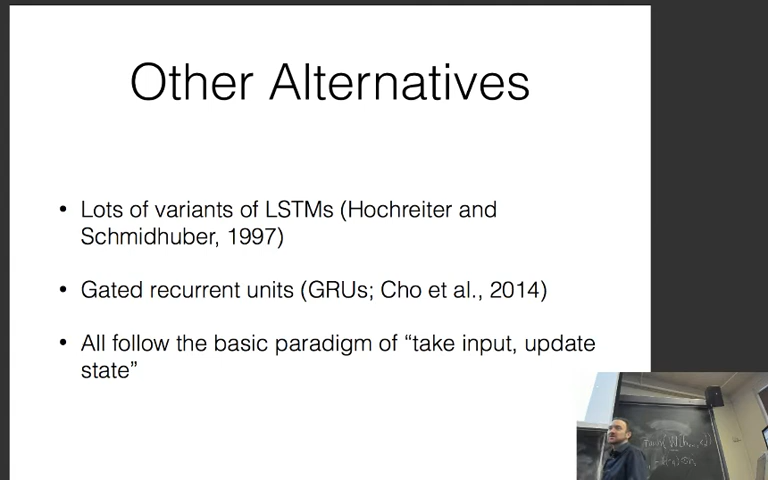 Other Alternatives
• Lots of variants of LSTMs (Hochreiter and
Schmidhuber, 1997)
• Gated recurrent units (GRUs; Cho et al., 2014)
• All follow the basic paradigm of “take input, update
state”